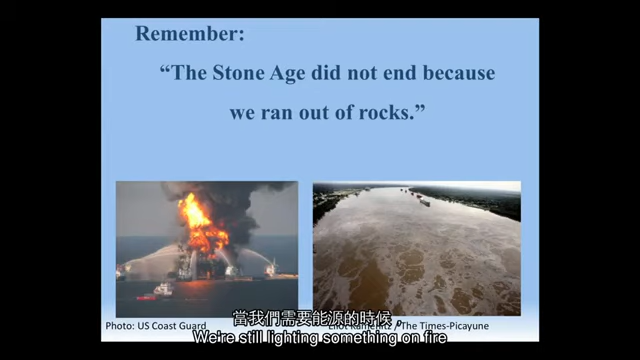 Remember:
“The Stone Age did not end because
we ran out of rocks.”
當我們需要能源的時候。
Photo: US Coast Guard
/ The Times-Picayune
We're still lighting something on fire